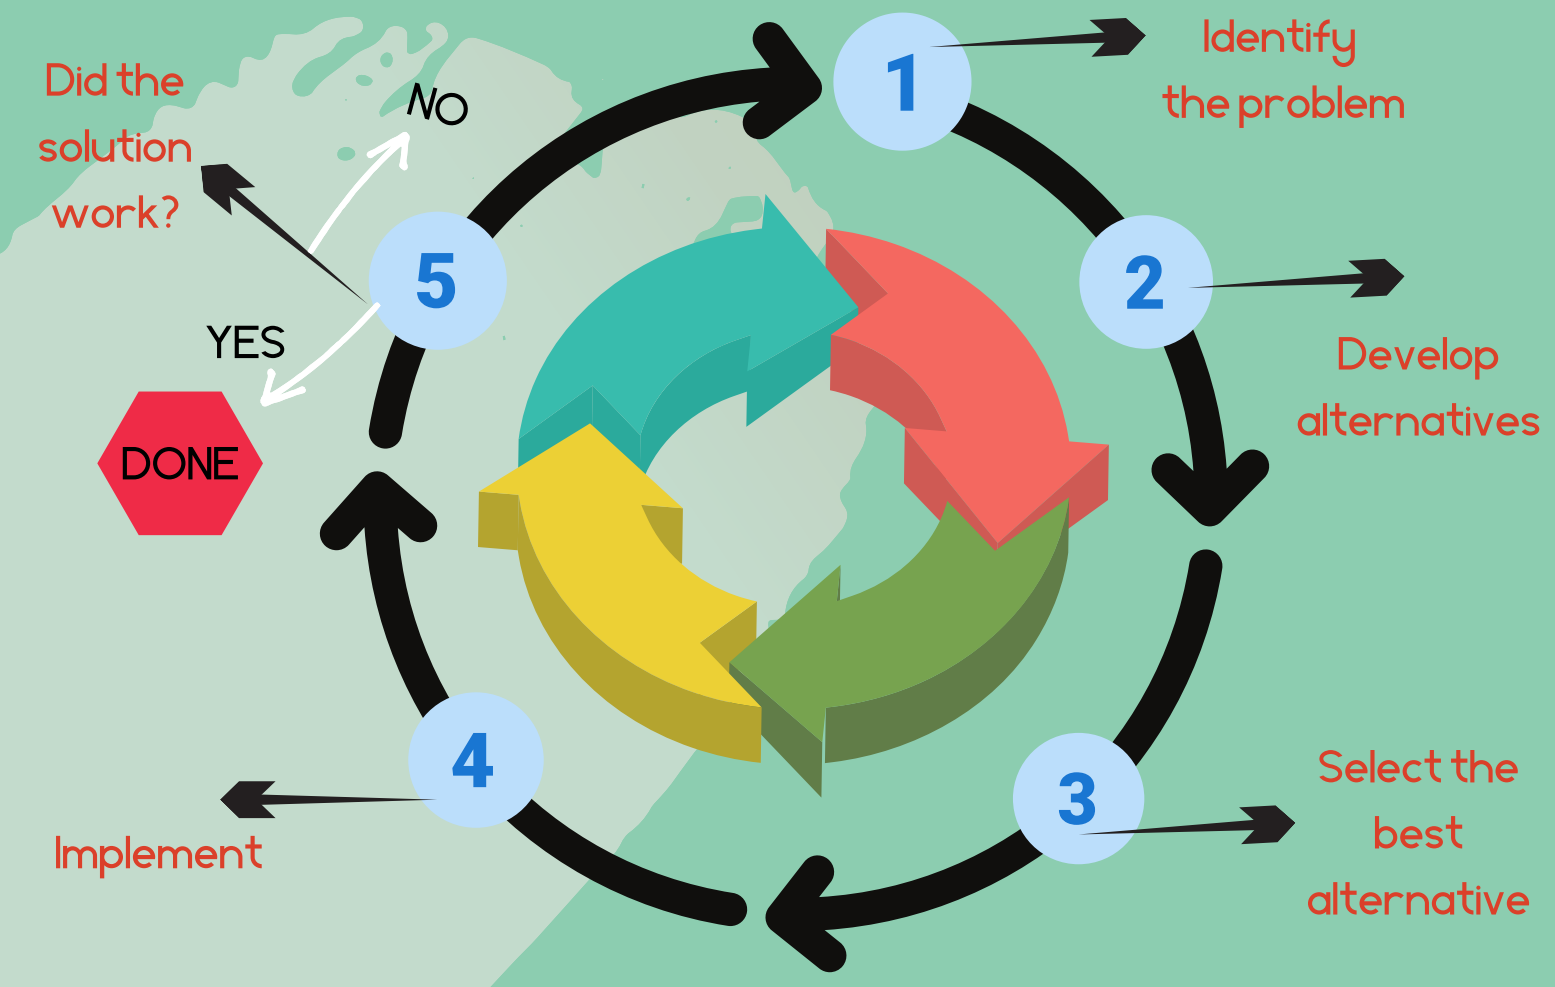 1
Identify
the problem
2
Develop
alternatives
3
Select the
best
alternative
4
Implement
5
Did the
solution
work?
NO
YES
DONE